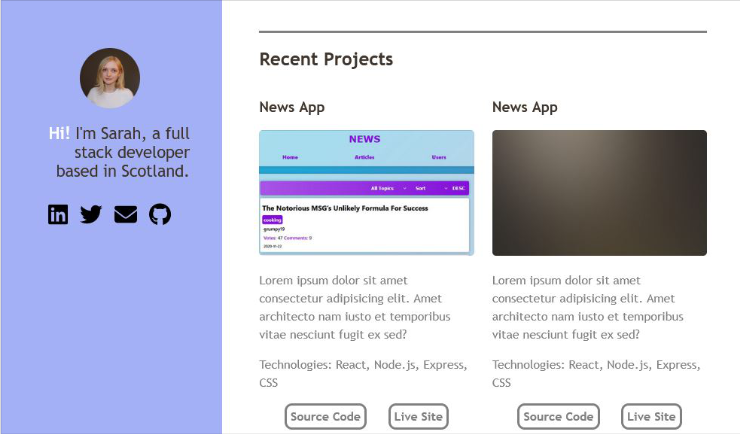 Hi! I'm Sarah, a full
stack developer
based in Scotland.
Recent Projects
News App
NEWS
Home Articles Users
All Topics Sort DESC
The Notorious MSG's Unlikely Formula For Success
cooking
grumpy19
Votes: 47 Comments: 0
2020-11-22
Lorem ipsum dolor sit amet
consectetur adipisicing elit. Amet
architecto nam iusto et temporibus
vitae nesciunt fugit ex sed?
Technologies: React, Node.js, Express,
CSS
Source Code Live Site
News App
Lorem ipsum dolor sit amet
consectetur adipisicing elit. Amet
architecto nam iusto et temporibus
vitae nesciunt fugit ex sed?
Technologies: React, Node.js, Express,
CSS
Source Code Live Site